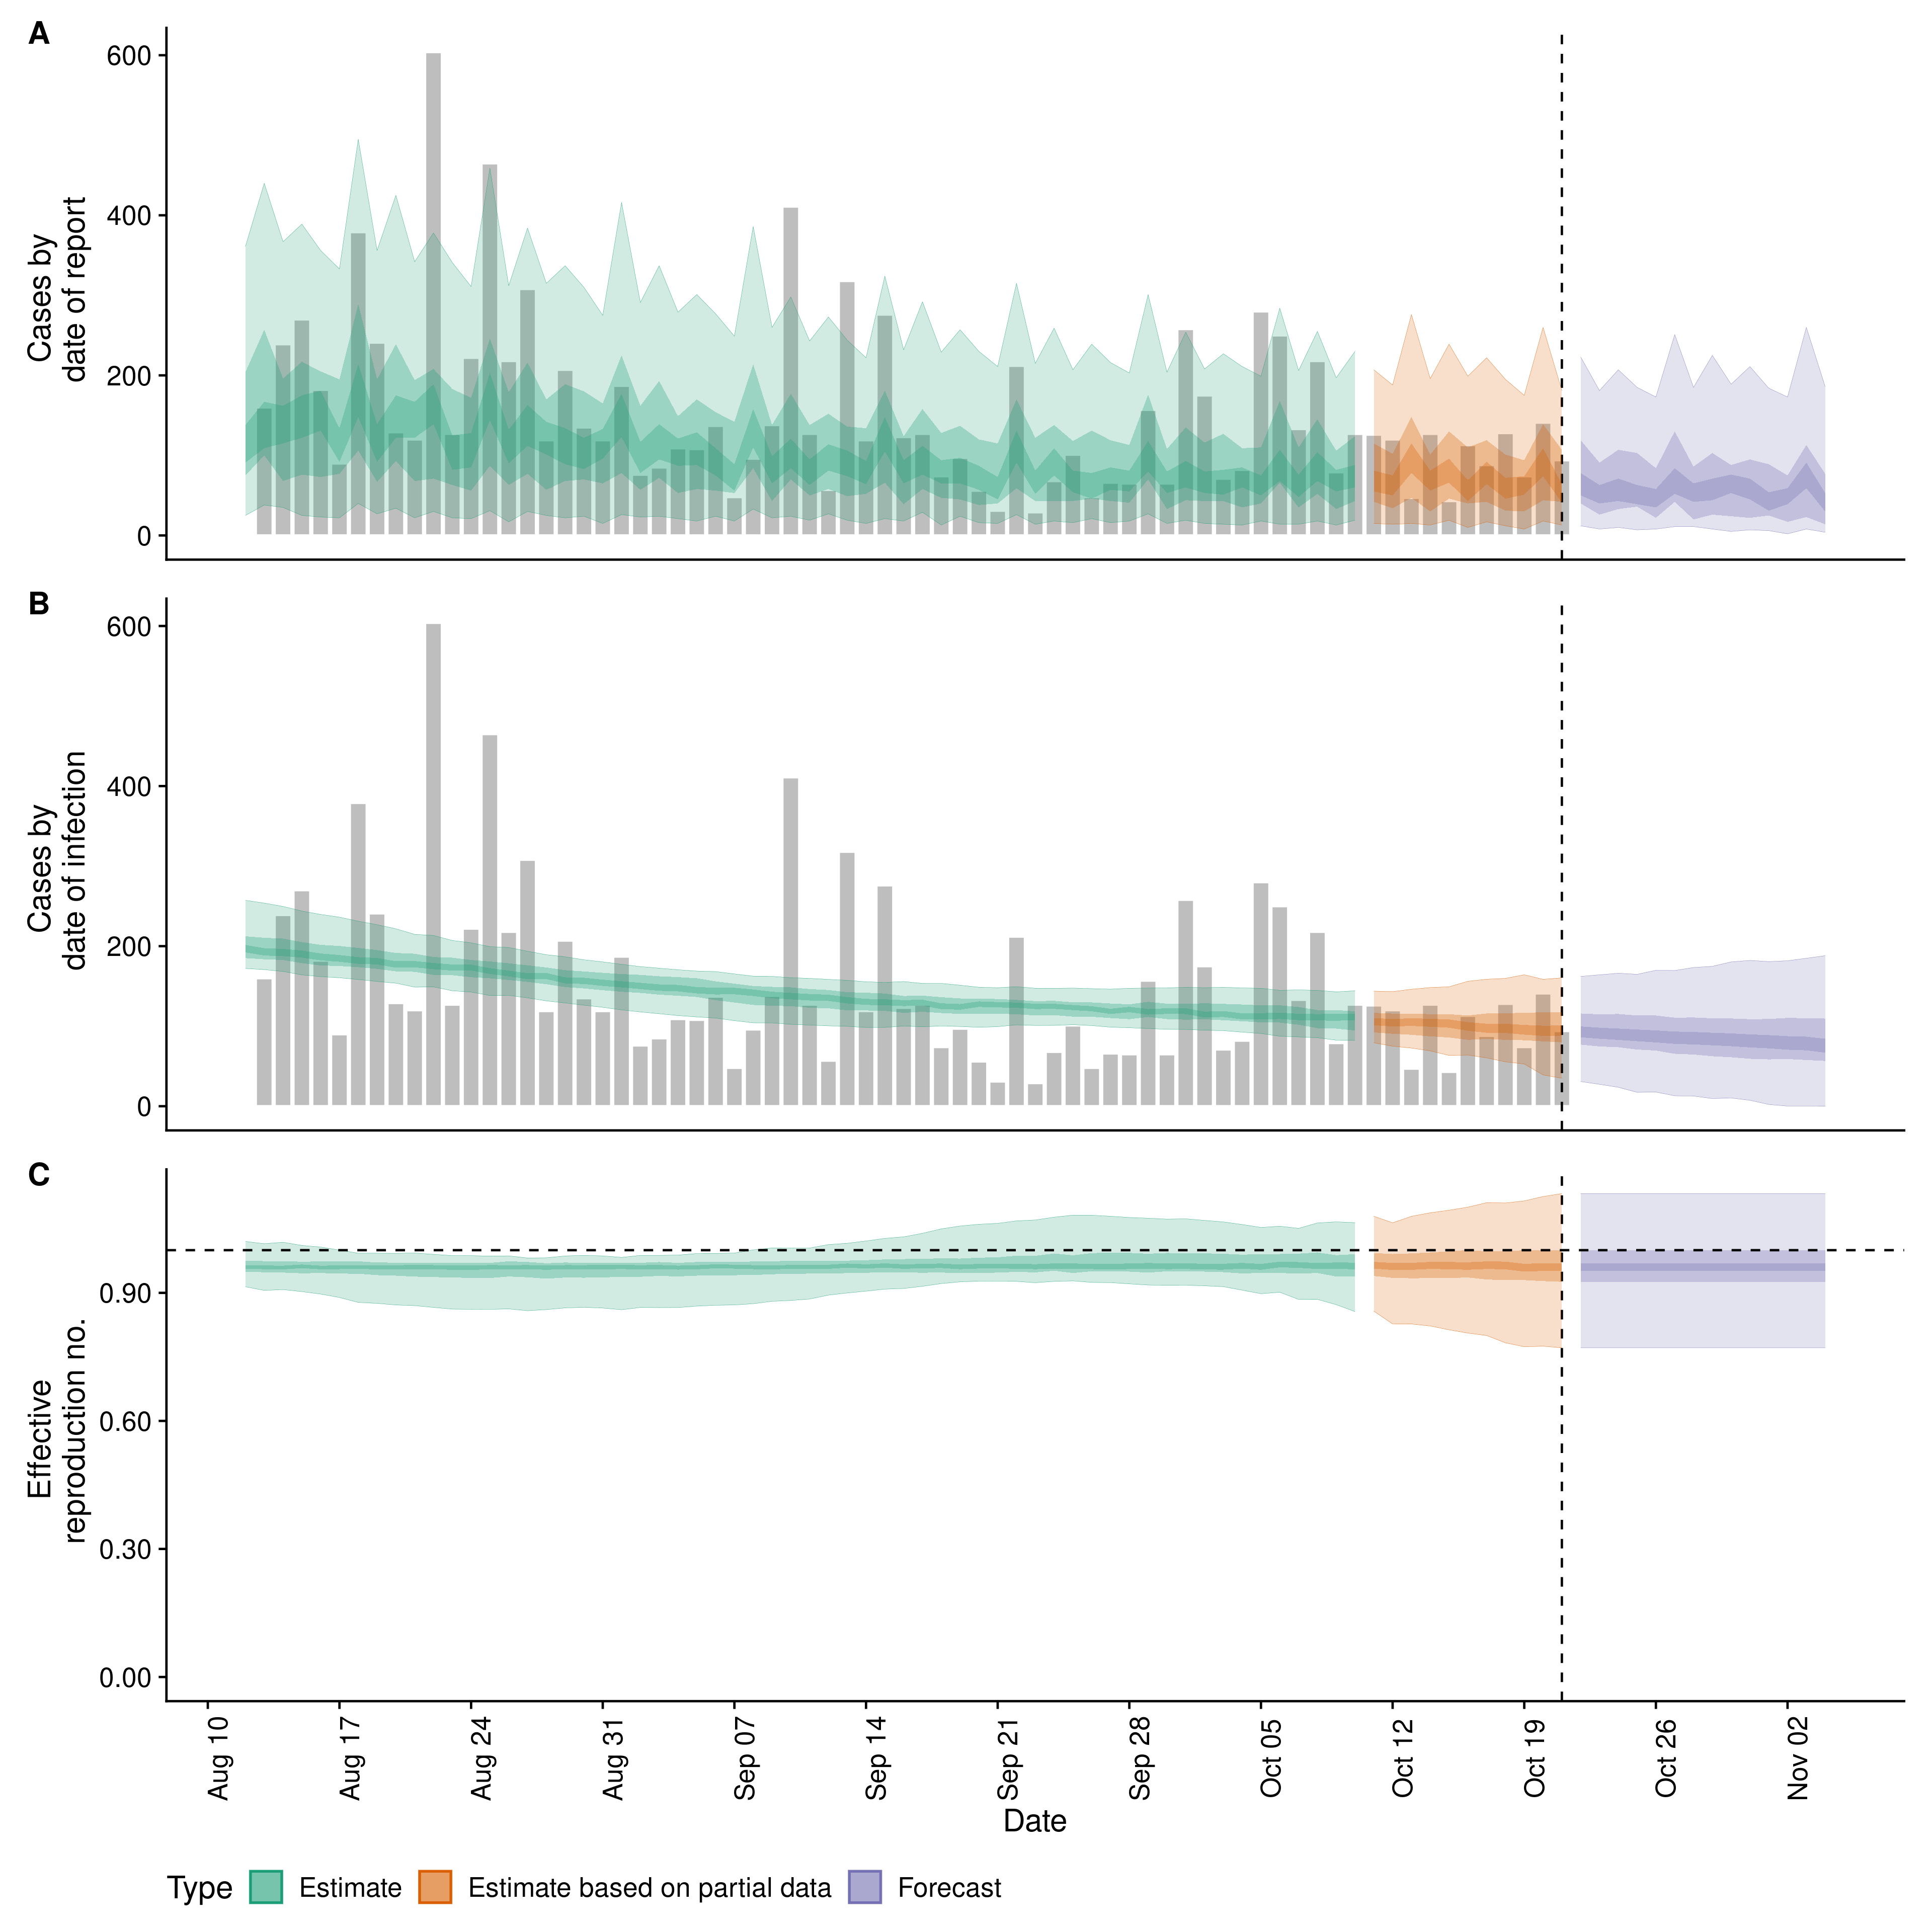 A
600
400
200
0
Cases by
date of report
B
600
400
200
0
Cases by
date of infection
C
0.90
0.60
0.30
0.00
Effective
reproduction no.
Aug 10
Aug 17
Aug 24
Aug 31
Sep 07
Sep 14
Sep 21
Sep 28
Oct 05
Oct 12
Oct 19
Oct 26
Nov 02
Date
Type Estimate Estimate based on partial data Forecast